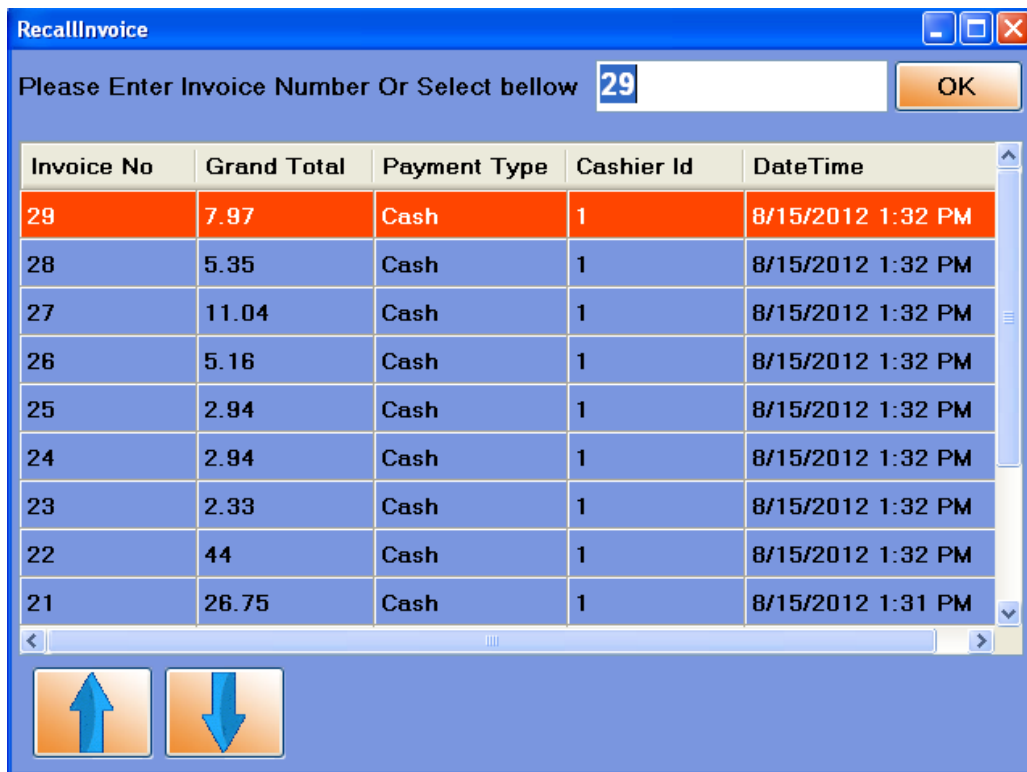 RecallInvoice
Please Enter Invoice Number Or Select bellow 29 OK
Invoice No Grand Total Payment Type Cashier Id DateTime
29 7.97 Cash 1 8/15/2012 1:32 PM
28 5.35 Cash 1 8/15/2012 1:32 PM
27 11.04 Cash 1 8/15/2012 1:32 PM
26 5.16 Cash 1 8/15/2012 1:32 PM
25 2.94 Cash 1 8/15/2012 1:32 PM
24 2.94 Cash 1 8/15/2012 1:32 PM
23 2.33 Cash 1 8/15/2012 1:32 PM
22 44 Cash 1 8/15/2012 1:32 PM
21 26.75 Cash 1 8/15/2012 1:31 PM